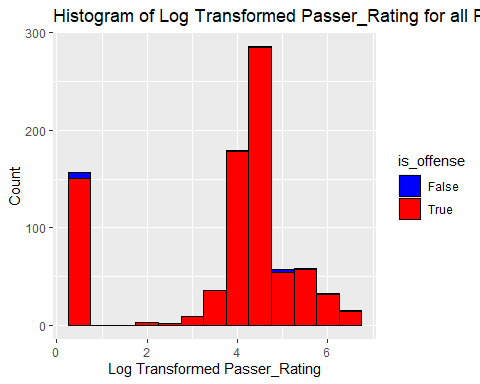 Histogram of Log Transformed Passer_Rating for all
300
200
100
0
Count
0 2 4 6
Log Transformed Passer_Rating
is_offense
False
True